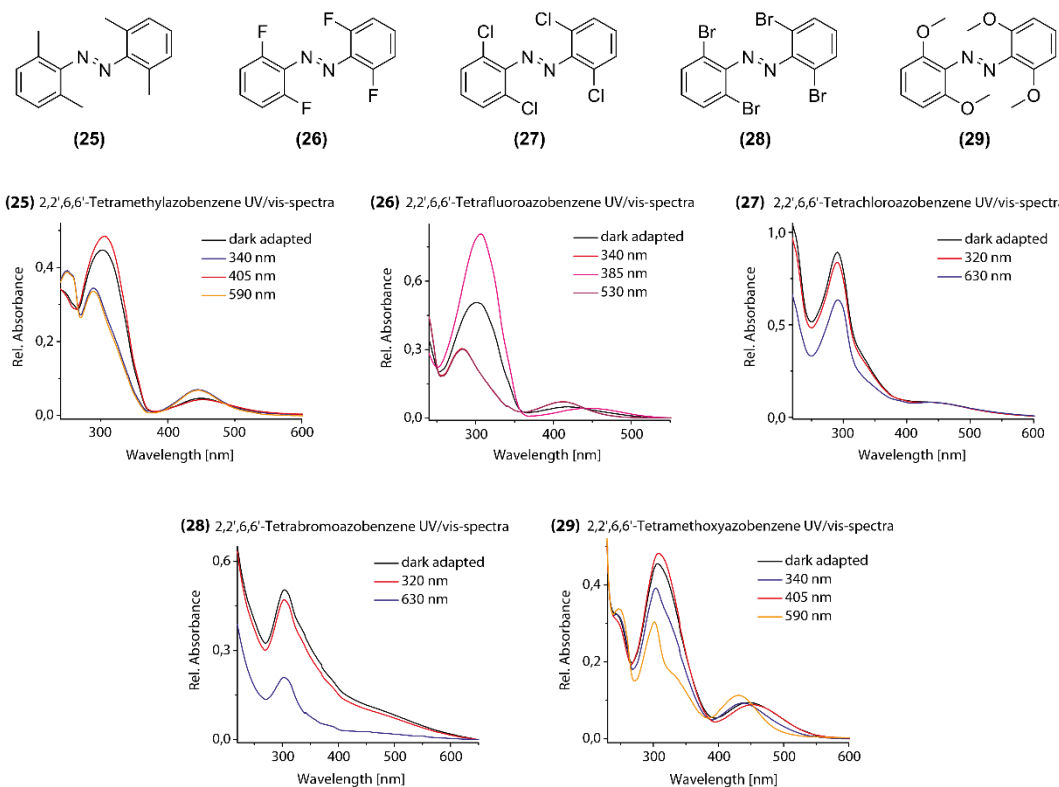 N N
N N
F
F
F
F
N N
Cl
Cl
Cl
Cl
N N
Br
Br
Br
Br
N N
O
O
O
O
(25) (26) (27) (28) (29)
(25) 2,2',6,6'-Tetramethylazobenzene UV/vis-spectra
dark adapted
340 nm
405 nm
590 nm
Rel. Absorbance
0,4
0,2
0,0
300 400 500 600
Wavelength [nm]
(26) 2,2',6,6'-Tetrafluoroazobenzene UV/vis-spectra
dark adapted
340 nm
385 nm
530 nm
Rel. Absorbance
0,6
0,3
0,0
300 400 500
Wavelength [nm]
(27) 2,2',6,6'-Tetrachloroazobenzene UV/vis-spectra
dark adapted
320 nm
630 nm
Rel. Absorbance
1,0
0,5
0,0
300 400 500 600
Wavelength [nm]
(28) 2,2',6,6'-Tetrabromoazobenzene UV/vis-spectra
dark adapted
320 nm
630 nm
Rel. Absorbance
0,6
0,3
0,0
300 400 500 600
Wavelength [nm]
(29) 2,2',6,6'-Tetramethoxyazobenzene UV/vis-spectra
dark adapted
340 nm
405 nm
590 nm
Rel. Absorbance
0,4
0,2
0,0
300 400 500 600
Wavelength [nm]